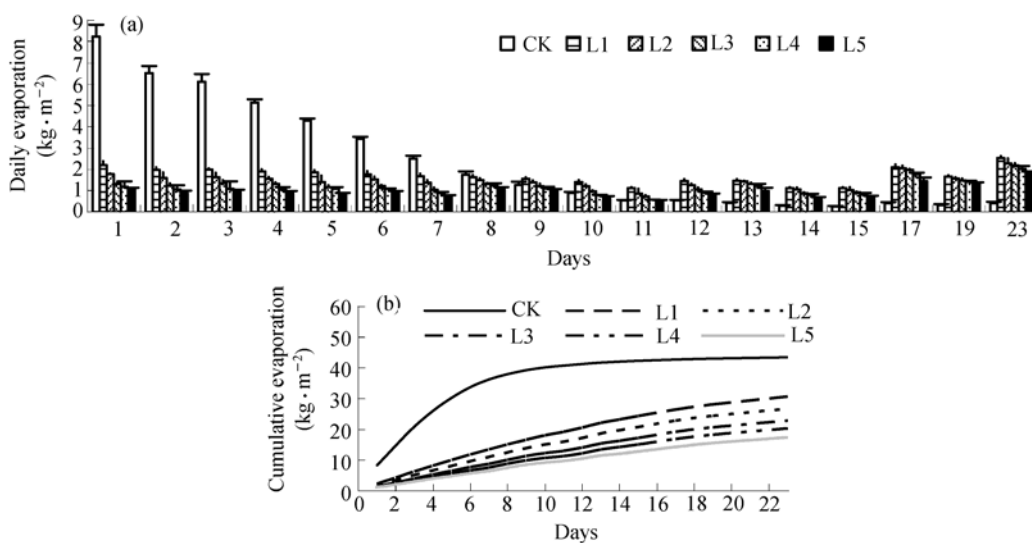 (a)
CK L1 L2 L3 L4 L5
Daily evaporation
(kg·m⁻²)
9
8
7
6
5
4
3
2
1
0
1 2 3 4 5 6 7 8 9 10 11 12 13 14 15 17 19 23
Days
(b)
CK L1 L2
L3 L4 L5
Cumulative evaporation
(kg·m⁻²)
60
50
40
30
20
10
0
0 2 4 6 8 10 12 14 16 18 20 22
Days